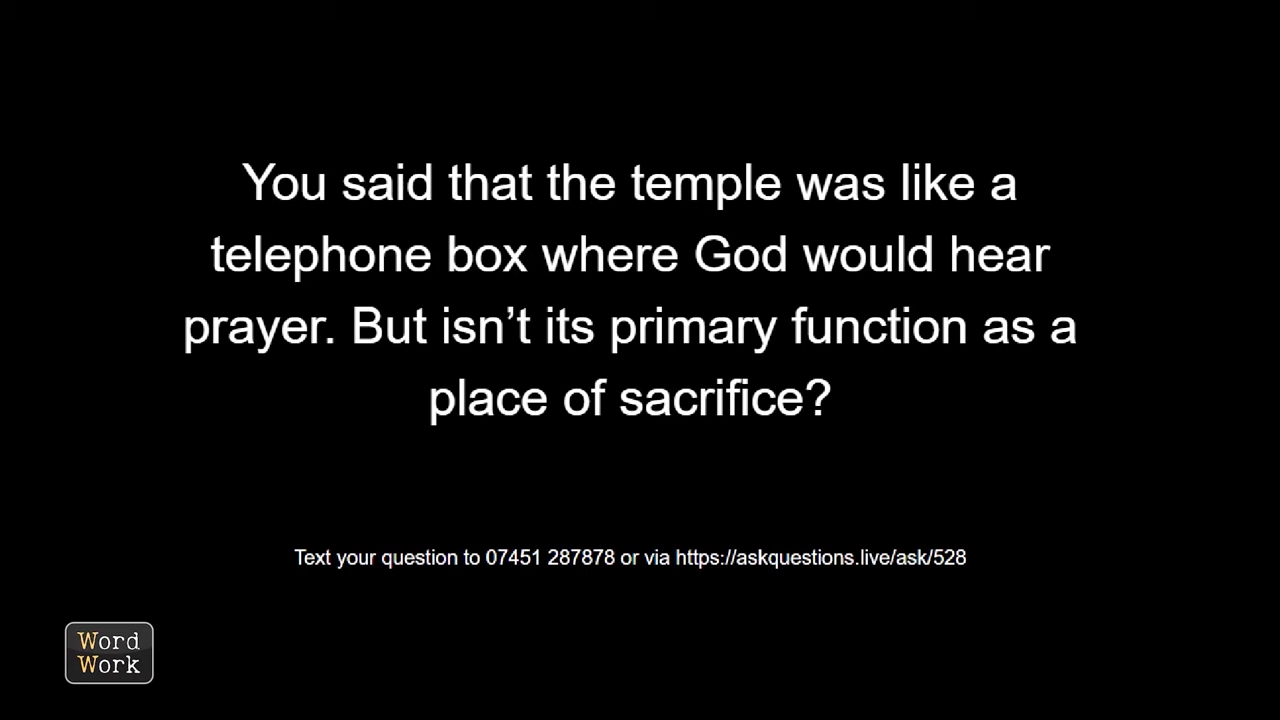 You said that the temple was like a
telephone box where God would hear
prayer. But isn’t its primary function as a
place of sacrifice?
Text your question to 07451 287878 or via https://askquestions.live/ask/528
Word
Work